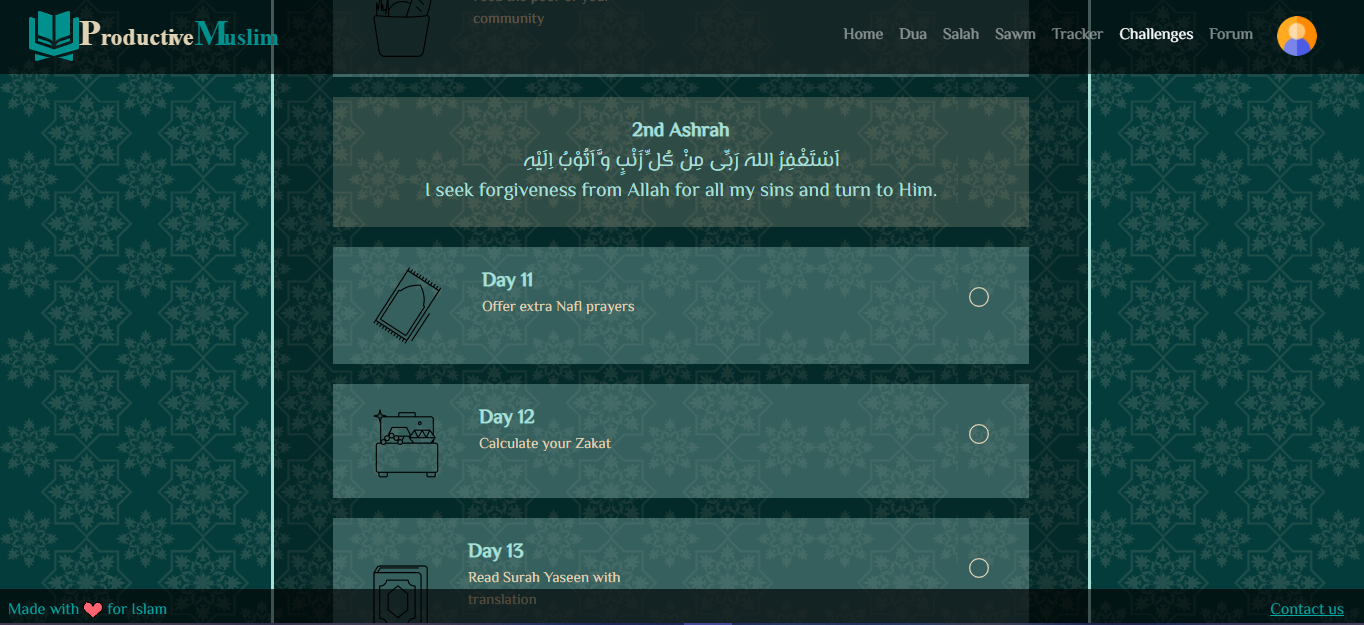 ProductiveMuslim
Home Dua Salah Sawm Tracker Challenges Forum
community
2nd Ashrah
اَسْتَغْفِرُ اللهَ رَبِّى مِنْ كُلِّ ذَنْبٍ وَّاَتُوْبُ اِلَيْهِ
I seek forgiveness from Allah for all my sins and turn to Him.
Day 11
Offer extra Nafl prayers
Day 12
Calculate your Zakat
Day 13
Read Surah Yaseen with
translation
Made with ❤ for Islam
Contact us